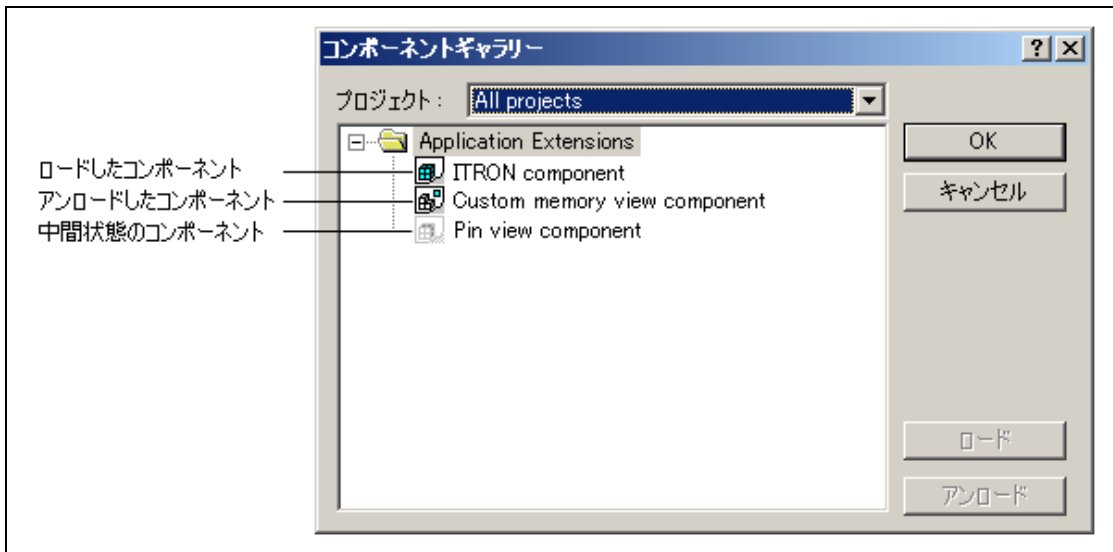 コンポーネントギャラリー
プロジェクト： All projects
Application Extensions
OK
ロードしたコンポーネント
ITRON component
キャンセル
アンロードしたコンポーネント
Custom memory view component
中間状態のコンポーネント
Pin view component
ロード
アンロード